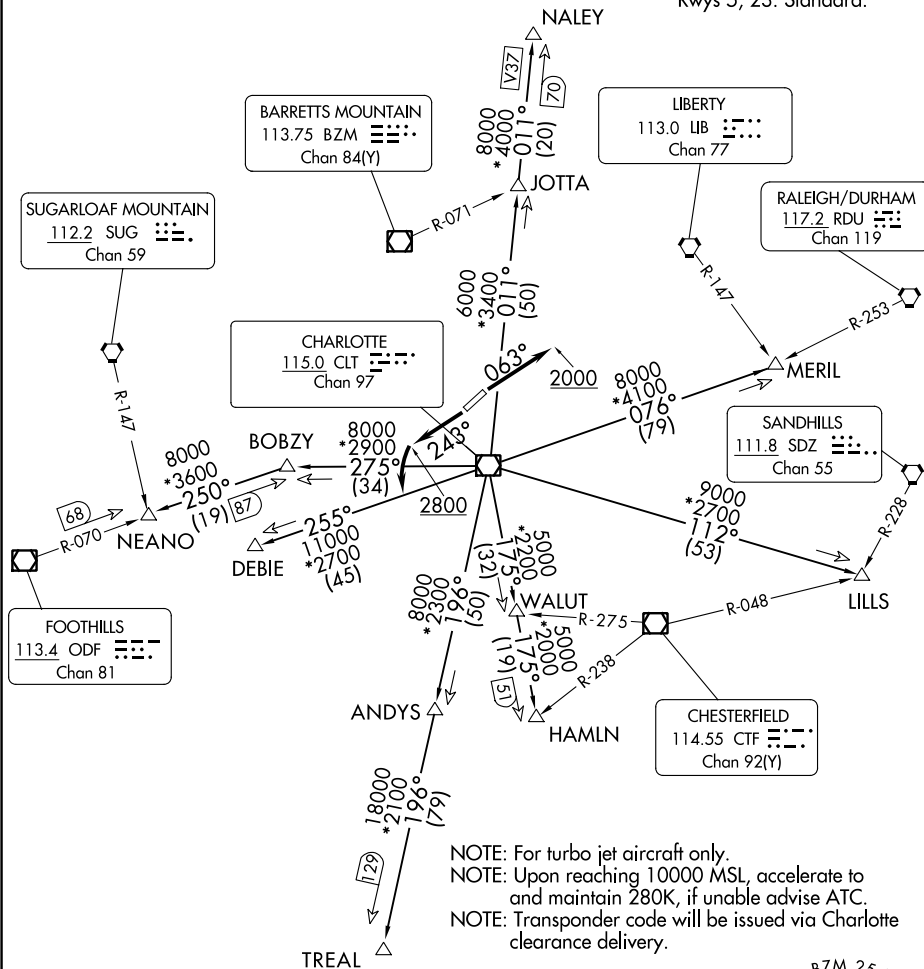 Rwys 5, 23: Standard.
NALEY
V37
70
8000
*4000
011°
(20)
BARRETTS MOUNTAIN
113.75 BZM
Chan 84(Y)
LIBERTY
113.0 LIB
Chan 77
JOTTA
R-071
SUGARLOAF MOUNTAIN
112.2 SUG
Chan 59
RALEIGH/DURHAM
117.2 RDU
Chan 119
R-147
R-253
6000
*3400
011°
(50)
CHARLOTTE
115.0 CLT
Chan 97
063°
2000
MERIL
8000
*4100
076°
(79)
R-147
243°
BOBZY
8000
*2900
275°
(34)
2800
SANDHILLS
111.8 SDZ
Chan 55
8000
*3600
250°
(19)
87
68
R-070
NEANO
255°
11000
*2700
(45)
DEBIE
9000
*2700
112°
(53)
R-228
LILLS
5000
*2200
175°
(32)
8000
*2300
196°
(50)
WALUT
R-275
R-048
FOOTHILLS
113.4 ODF
Chan 81
5000
*2000
175°
(19)
51
R-238
ANDYS
HAMLN
CHESTERFIELD
114.55 CTF
Chan 92(Y)
18000
*2100
196°
(79)
129
NOTE: For turbo jet aircraft only.
NOTE: Upon reaching 10000 MSL, accelerate to
and maintain 280K, if unable advise ATC.
NOTE: Transponder code will be issued via Charlotte
clearance delivery.
TREAL